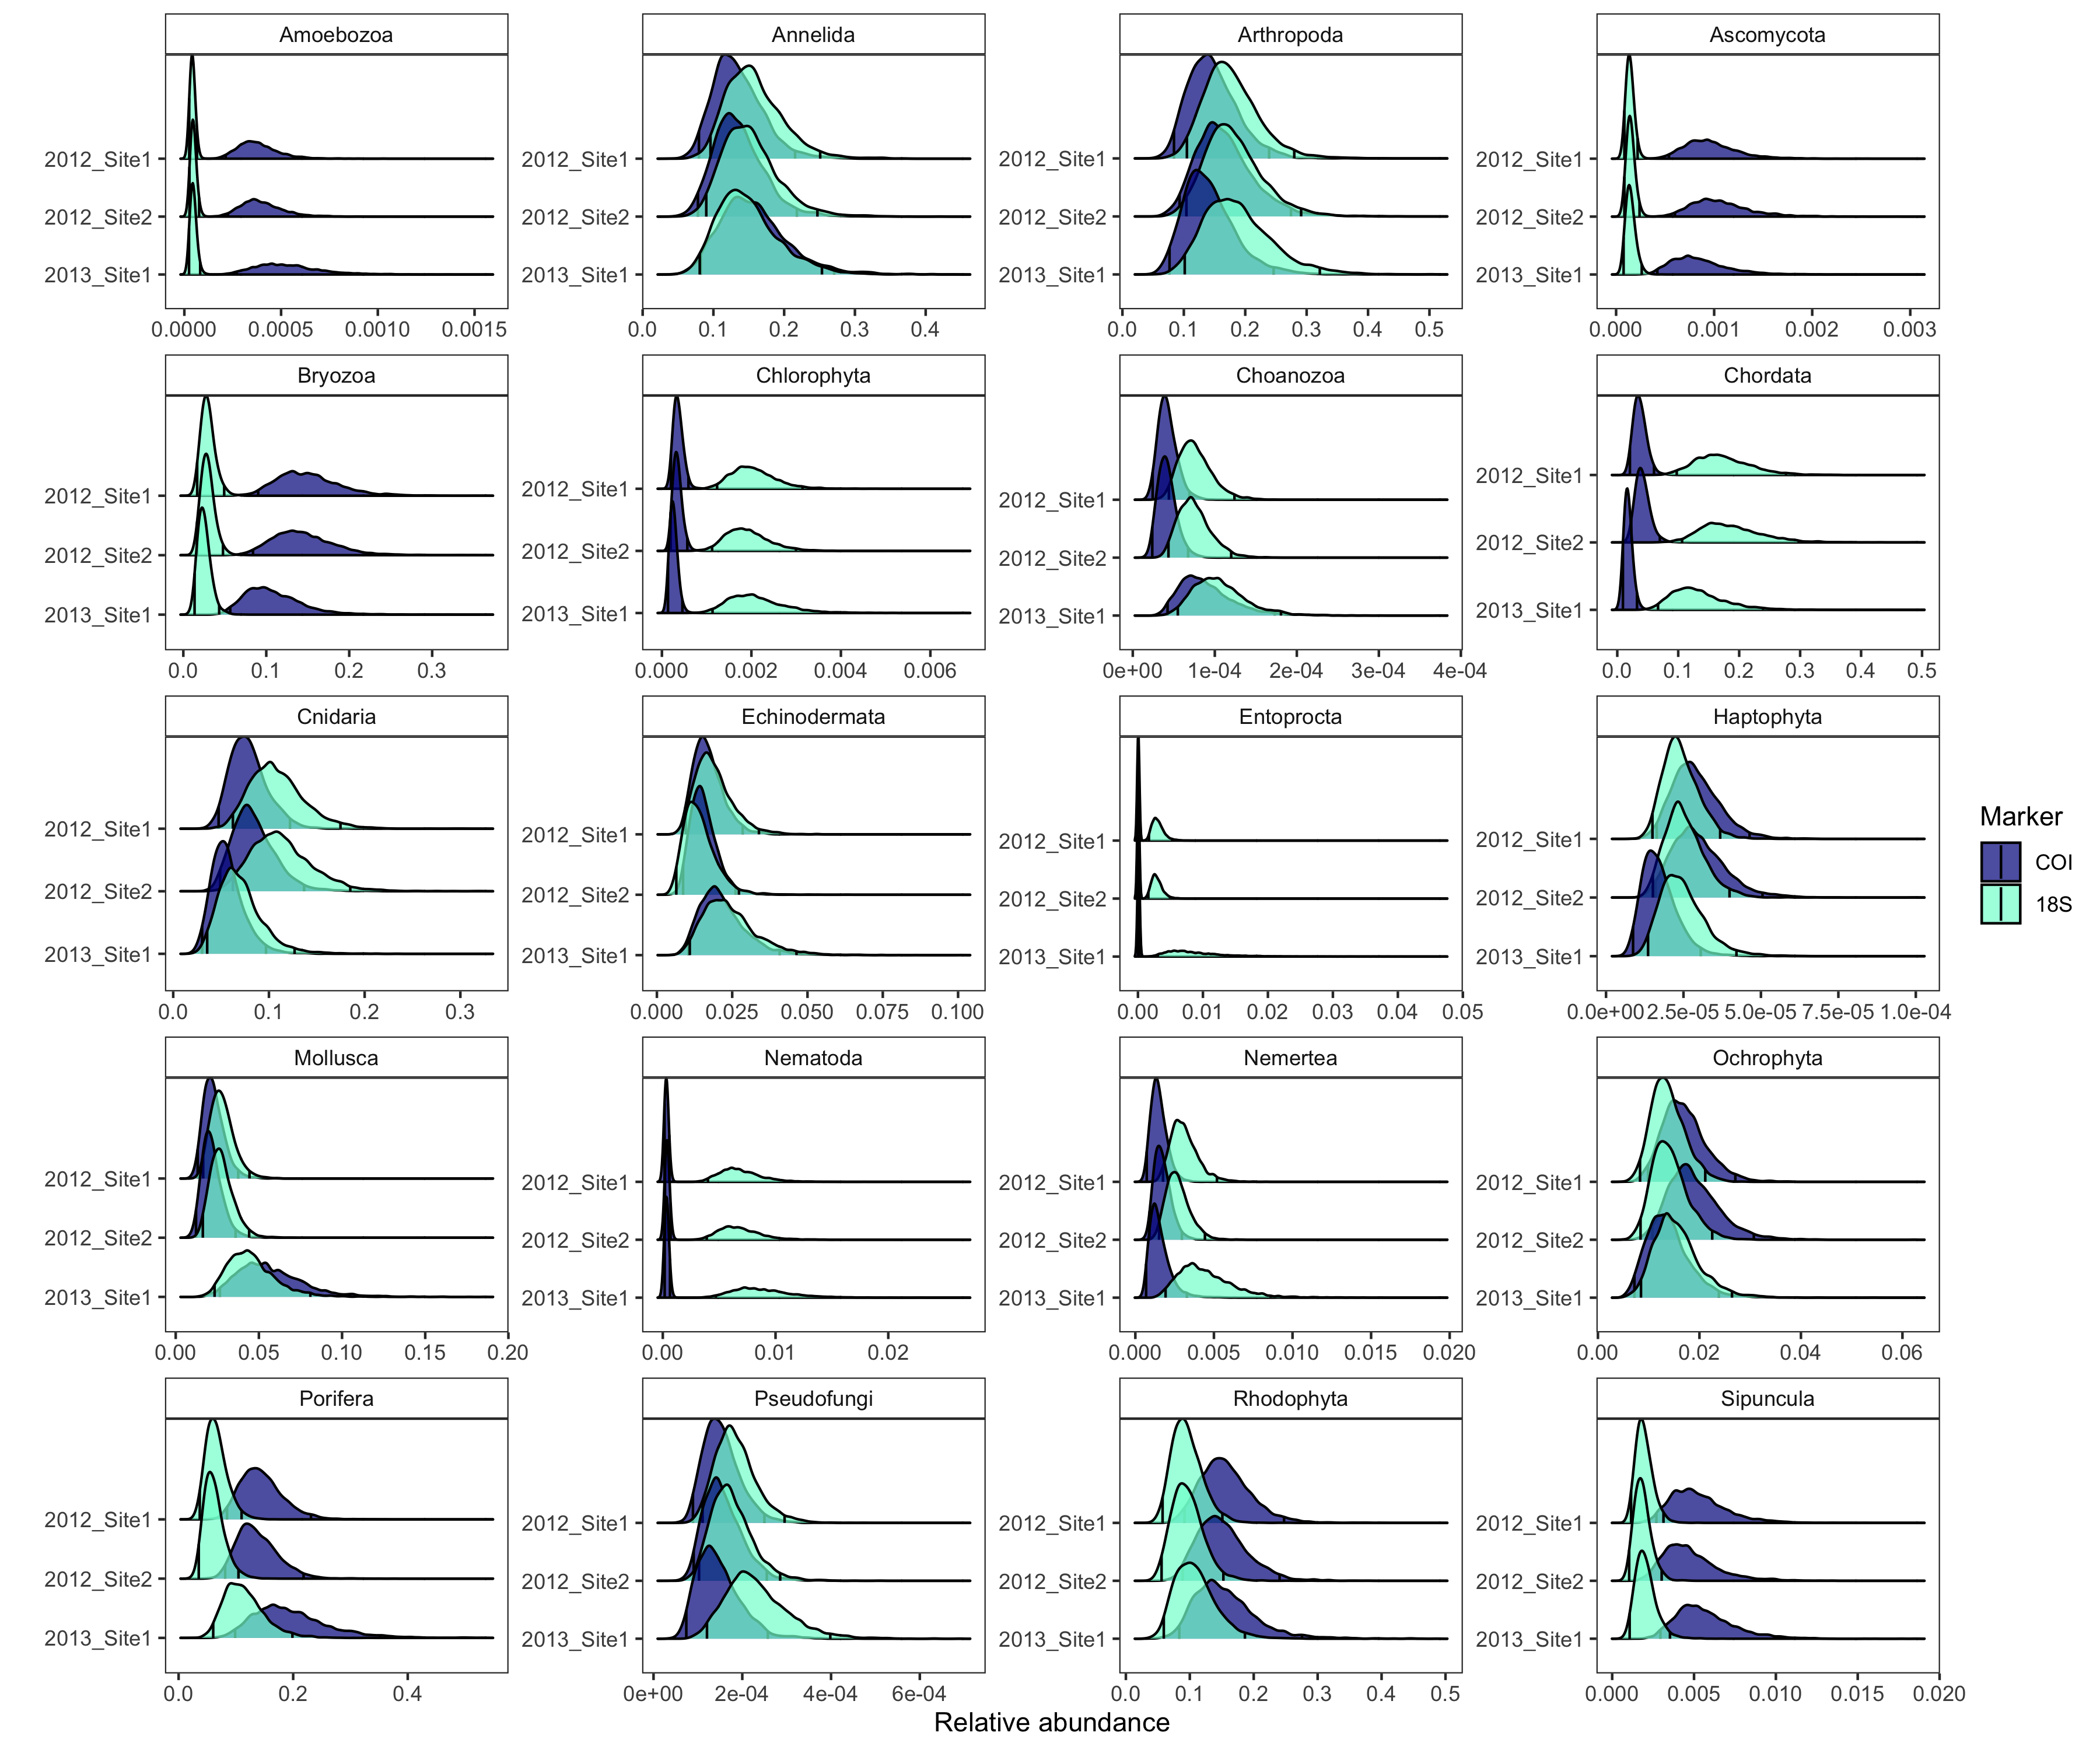 Amoebozoa
2012_Site1
2012_Site2
2013_Site1
0.0000 0.0005 0.0010 0.0015
Annelida
2012_Site1
2012_Site2
2013_Site1
0.0 0.1 0.2 0.3 0.4
Arthropoda
2012_Site1
2012_Site2
2013_Site1
0.0 0.1 0.2 0.3 0.4 0.5
Ascomycota
2012_Site1
2012_Site2
2013_Site1
0.000 0.001 0.002 0.003
Bryozoa
2012_Site1
2012_Site2
2013_Site1
0.0 0.1 0.2 0.3
Chlorophyta
2012_Site1
2012_Site2
2013_Site1
0.000 0.002 0.004 0.006
Choanozoa
2012_Site1
2012_Site2
2013_Site1
0e+00 1e-04 2e-04 3e-04 4e-04
Chordata
2012_Site1
2012_Site2
2013_Site1
0.0 0.1 0.2 0.3 0.4 0.5
Cnidaria
2012_Site1
2012_Site2
2013_Site1
0.0 0.1 0.2 0.3
Echinodermata
2012_Site1
2012_Site2
2013_Site1
0.000 0.025 0.050 0.075 0.100
Entoprocta
2012_Site1
2012_Site2
2013_Site1
0.00 0.01 0.02 0.03 0.04 0.05
Haptophyta
2012_Site1
2012_Site2
2013_Site1
0.0e+00 2.5e-05 5.0e-05 7.5e-05 1.0e-04
Mollusca
2012_Site1
2012_Site2
2013_Site1
0.00 0.05 0.10 0.15 0.20
Nematoda
2012_Site1
2012_Site2
2013_Site1
0.00 0.01 0.02
Nemertea
2012_Site1
2012_Site2
2013_Site1
0.000 0.005 0.010 0.015 0.020
Ochrophyta
2012_Site1
2012_Site2
2013_Site1
0.00 0.02 0.04 0.06
Porifera
2012_Site1
2012_Site2
2013_Site1
0.0 0.2 0.4
Pseudofungi
2012_Site1
2012_Site2
2013_Site1
0e+00 2e-04 4e-04 6e-04
Rhodophyta
2012_Site1
2012_Site2
2013_Site1
0.0 0.1 0.2 0.3 0.4 0.5
Sipuncula
2012_Site1
2012_Site2
2013_Site1
0.000 0.005 0.010 0.015 0.020
Relative abundance
Marker
COI
18S